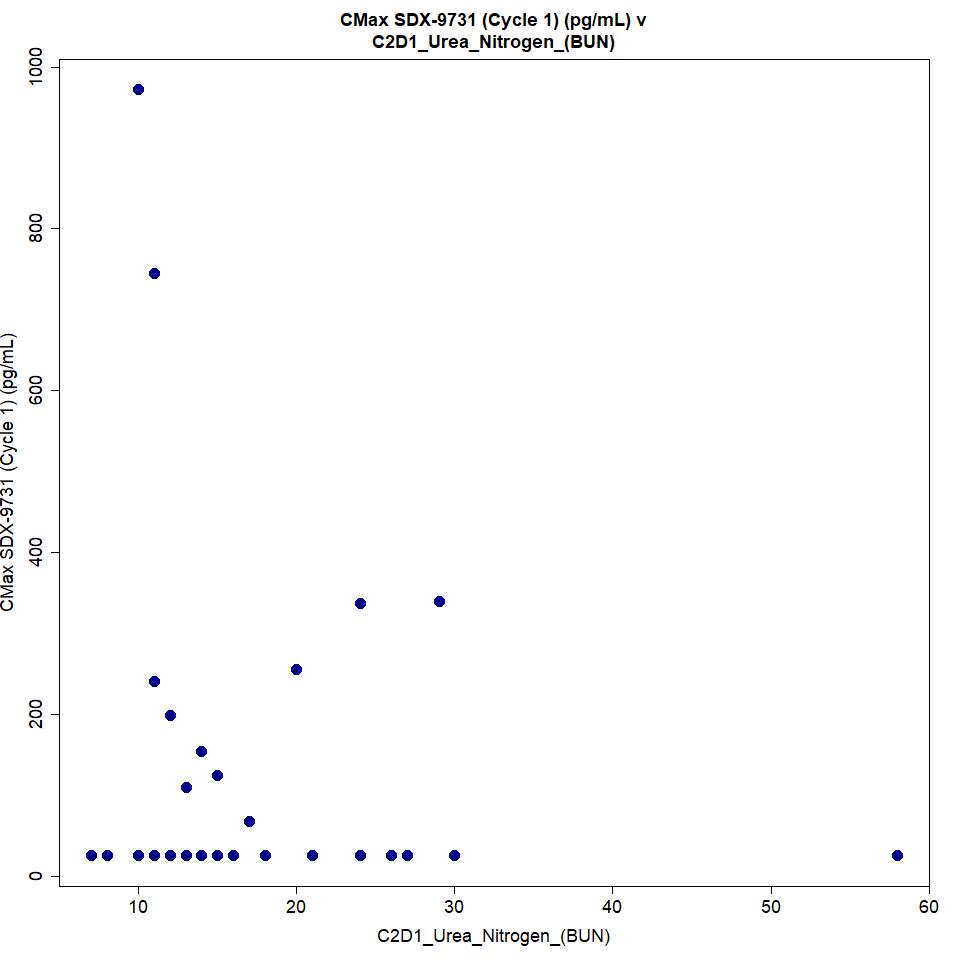 CMax SDX-9731 (Cycle 1) (pg/mL) v
C2D1_Urea_Nitrogen_(BUN)
1000
800
600
400
200
0
CMax SDX-9731 (Cycle 1) (pg/mL)
10 20 30 40 50 60
C2D1_Urea_Nitrogen_(BUN)